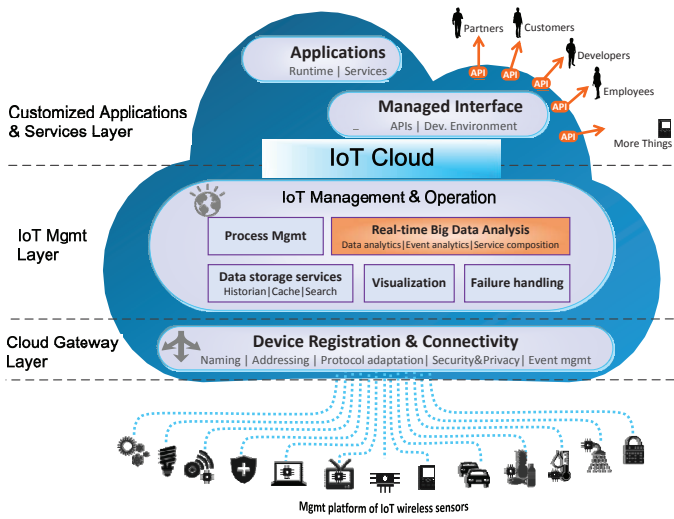 Partners
Customers
Developers
Employees
More Things
API
API
API
API
API
Applications
Runtime | Services
Managed Interface
_ APIs | Dev. Environment
Customized Applications
& Services Layer
IoT Cloud
IoT Management & Operation
IoT Mgmt
Layer
Process Mgmt
Real-time Big Data Analysis
Data analytics|Event analytics|Service composition
Data storage services
Historian|Cache|Search
Visualization
Failure handling
Cloud Gateway
Layer
Device Registration & Connectivity
Naming | Addressing | Protocol adaptation| Security&Privacy| Event mgmt
Mgmt platform of IoT wireless sensors